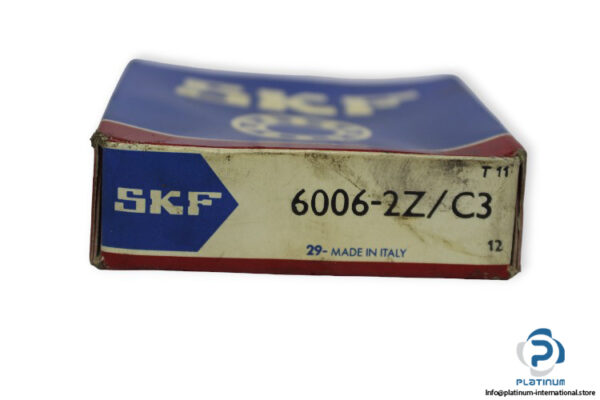 SKF
T 11
SKF
6006-2Z/C3
12
29- MADE IN ITALY
PLATINUM
Info@platinum-international.store